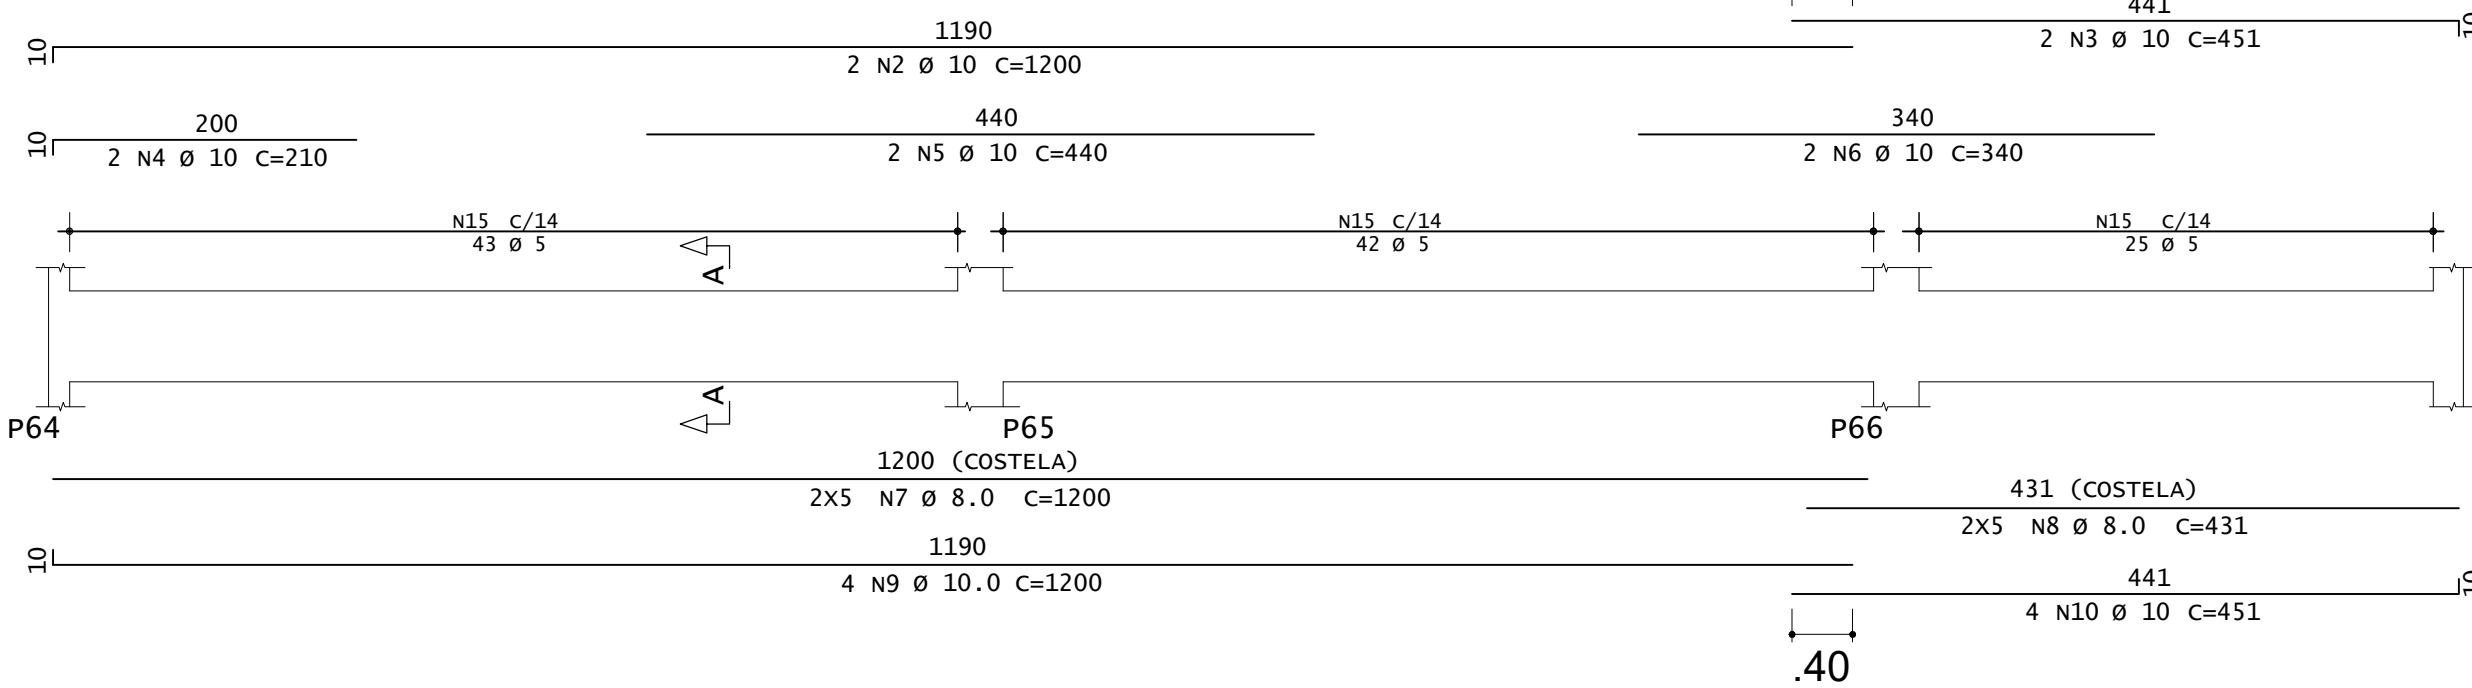 441
10
1190
2 N3 Ø 10 C=451
10
2 N2 Ø 10 C=1200
200
440
340
10
2 N4 Ø 10 C=210
2 N5 Ø 10 C=440
2 N6 Ø 10 C=340
N15 C/14
43 Ø 5
N15 C/14
42 Ø 5
N15 C/14
25 Ø 5
A
A
P64
P65
P66
1200 (COSTELA)
2X5 N7 Ø 8.0 C=1200
431 (COSTELA)
2X5 N8 Ø 8.0 C=431
10
1190
4 N9 Ø 10.0 C=1200
441
10
4 N10 Ø 10 C=451
.40